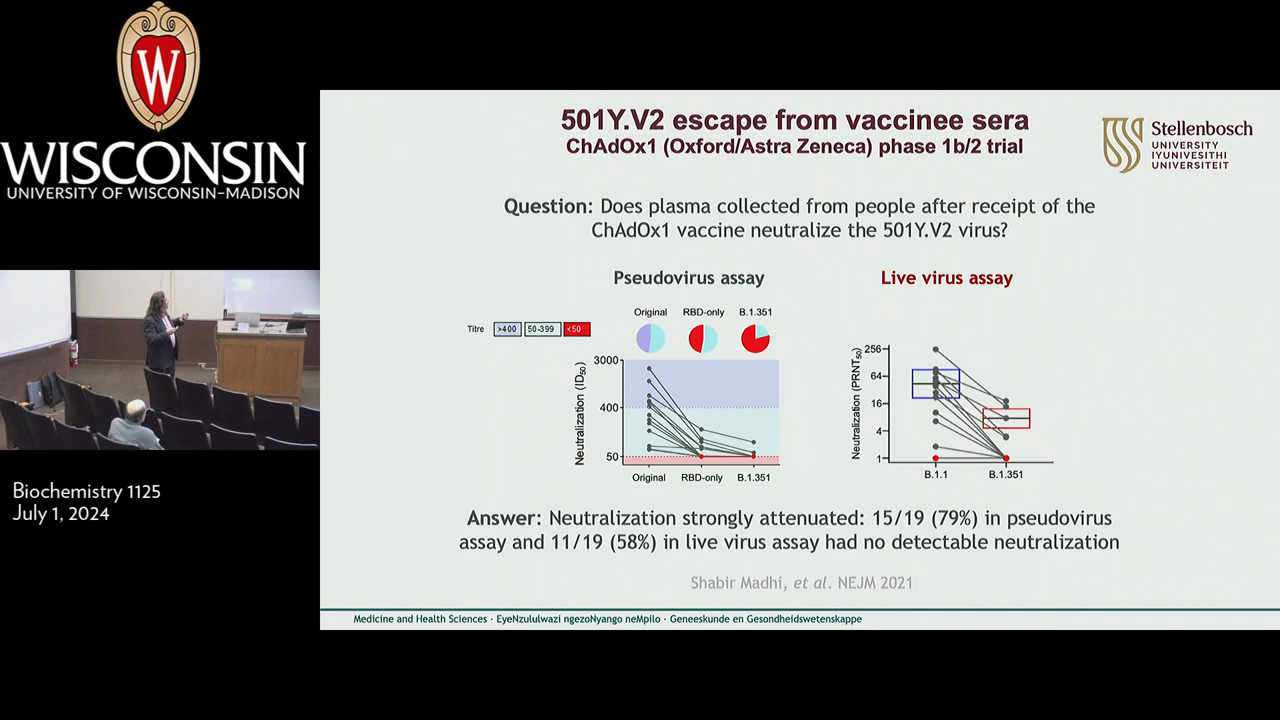 W
WISCONSIN
UNIVERSITY OF WISCONSIN–MADISON
Biochemistry 1125
July 1, 2024
501Y.V2 escape from vaccinee sera
ChAdOx1 (Oxford/Astra Zeneca) phase 1b/2 trial
Stellenbosch
UNIVERSITY
IYUNIVESITHI
UNIVERSITEIT
Question: Does plasma collected from people after receipt of the
ChAdOx1 vaccine neutralize the 501Y.V2 virus?
Pseudovirus assay
Titre >400 50-399 <50
Original RBD-only B.1.351
Neutralization (ID50)
3000
400
50
Original RBD-only B.1.351
Live virus assay
Neutralization (PRNT50)
256
64
16
4
1
B.1.1 B.1.351
Answer: Neutralization strongly attenuated: 15/19 (79%) in pseudovirus
assay and 11/19 (58%) in live virus assay had no detectable neutralization
Shabir Madhi, et al. NEJM 2021
Medicine and Health Sciences · EyeNzululwazi ngezoNyango neMpilo · Geneeskunde en Gesondheidswetenskappe